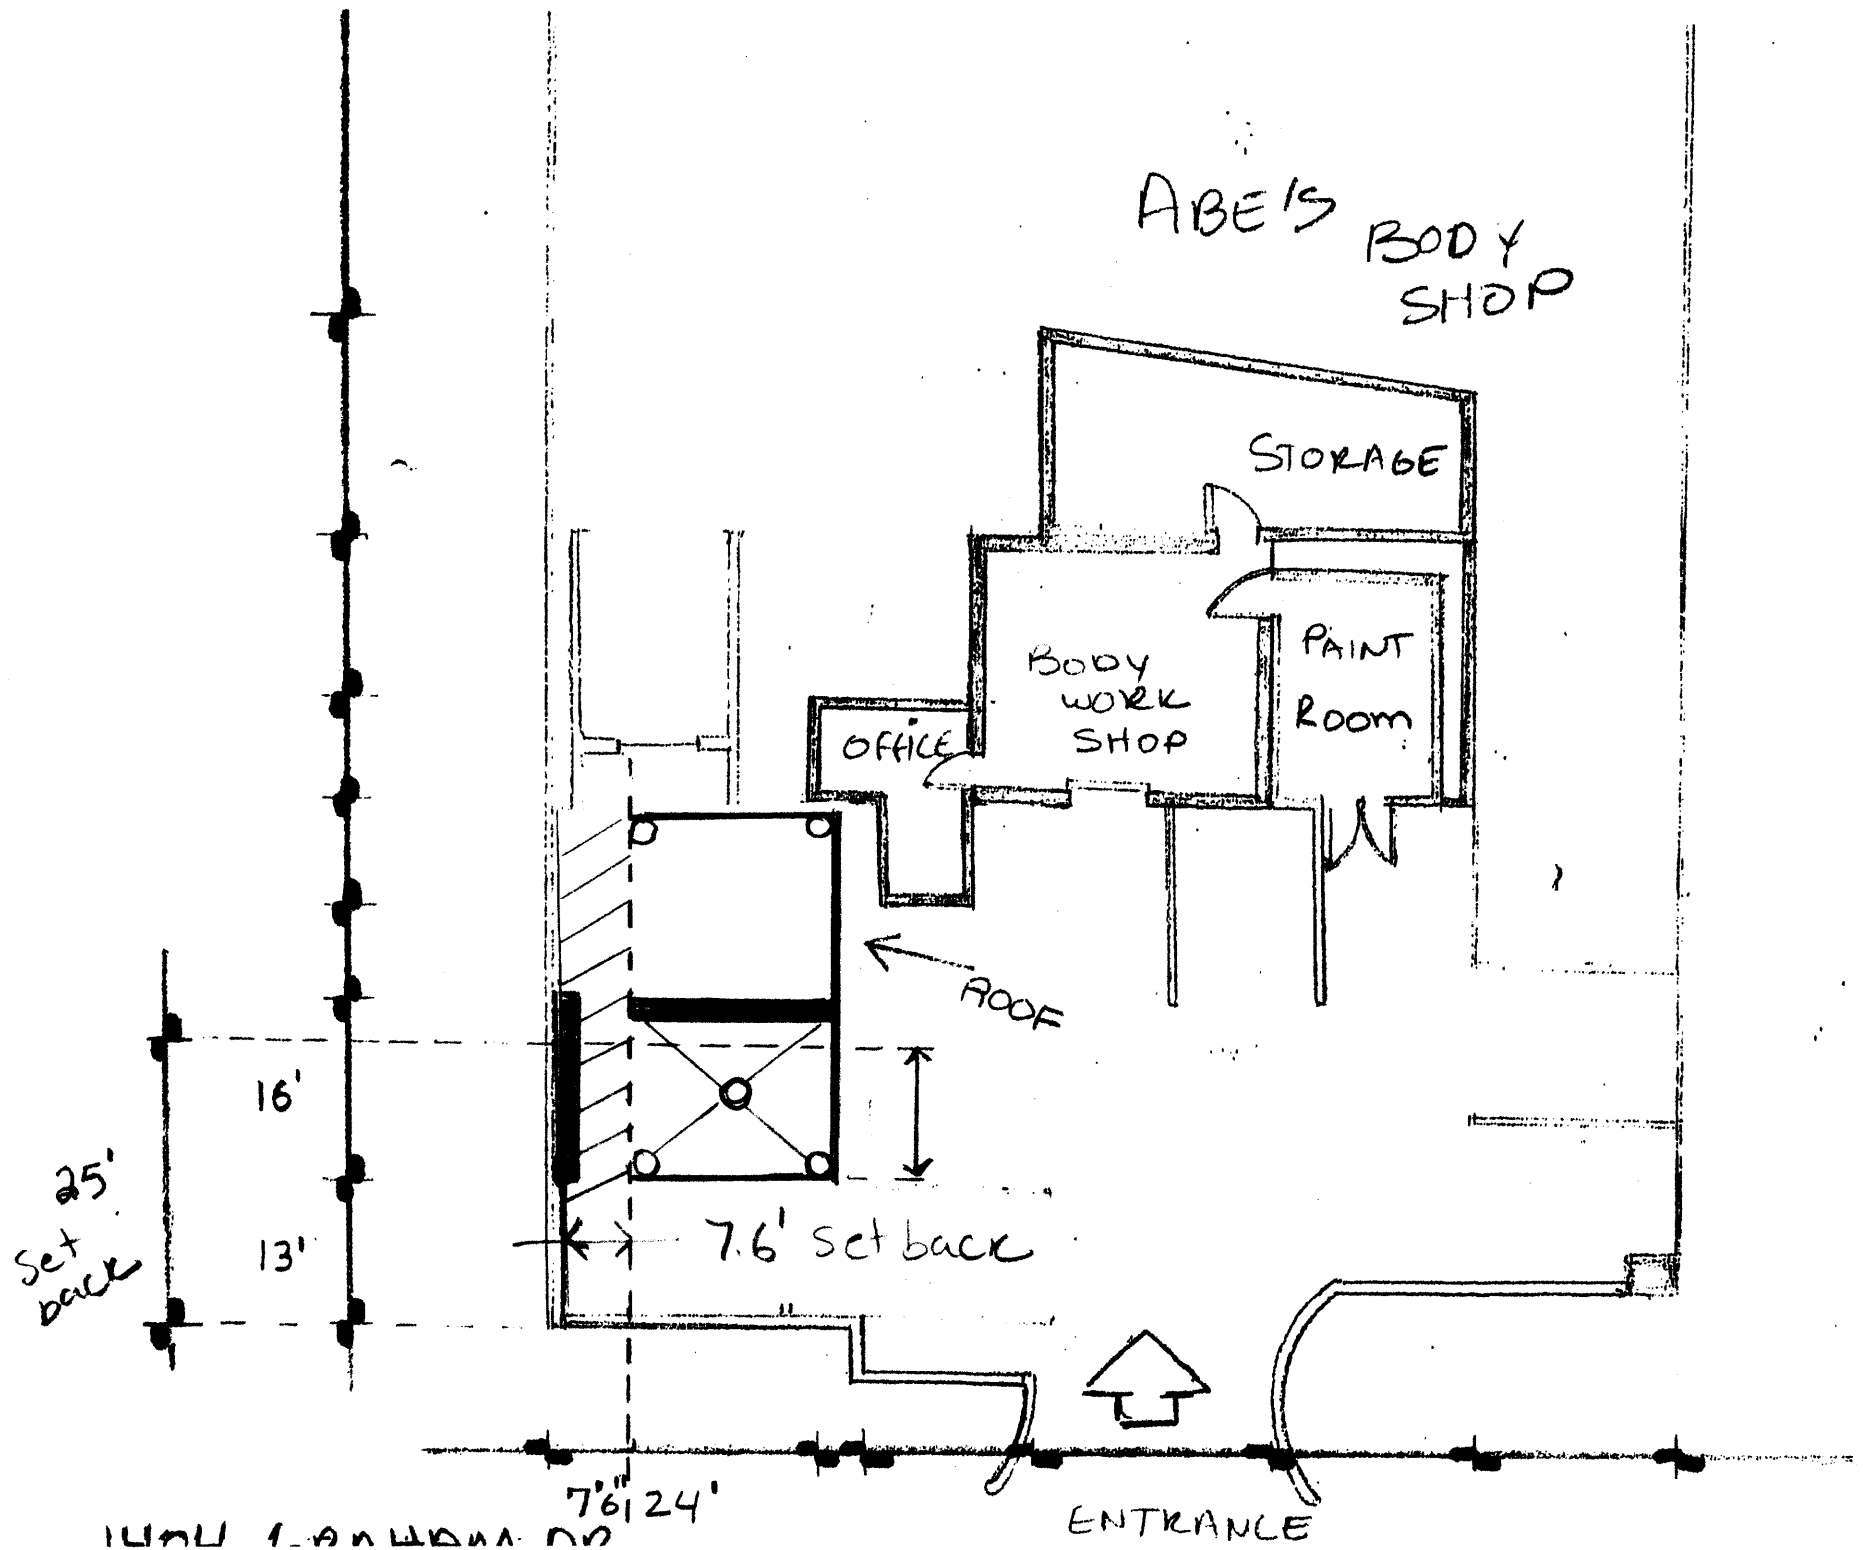 ABE'S
BODY
SHOP
STORAGE
PAINT
ROOM
BODY
WORK
SHOP
OFFICE
ROOF
16'
25'
set
back
13'
7.6' set back
7'6" 24'
ENTRANCE